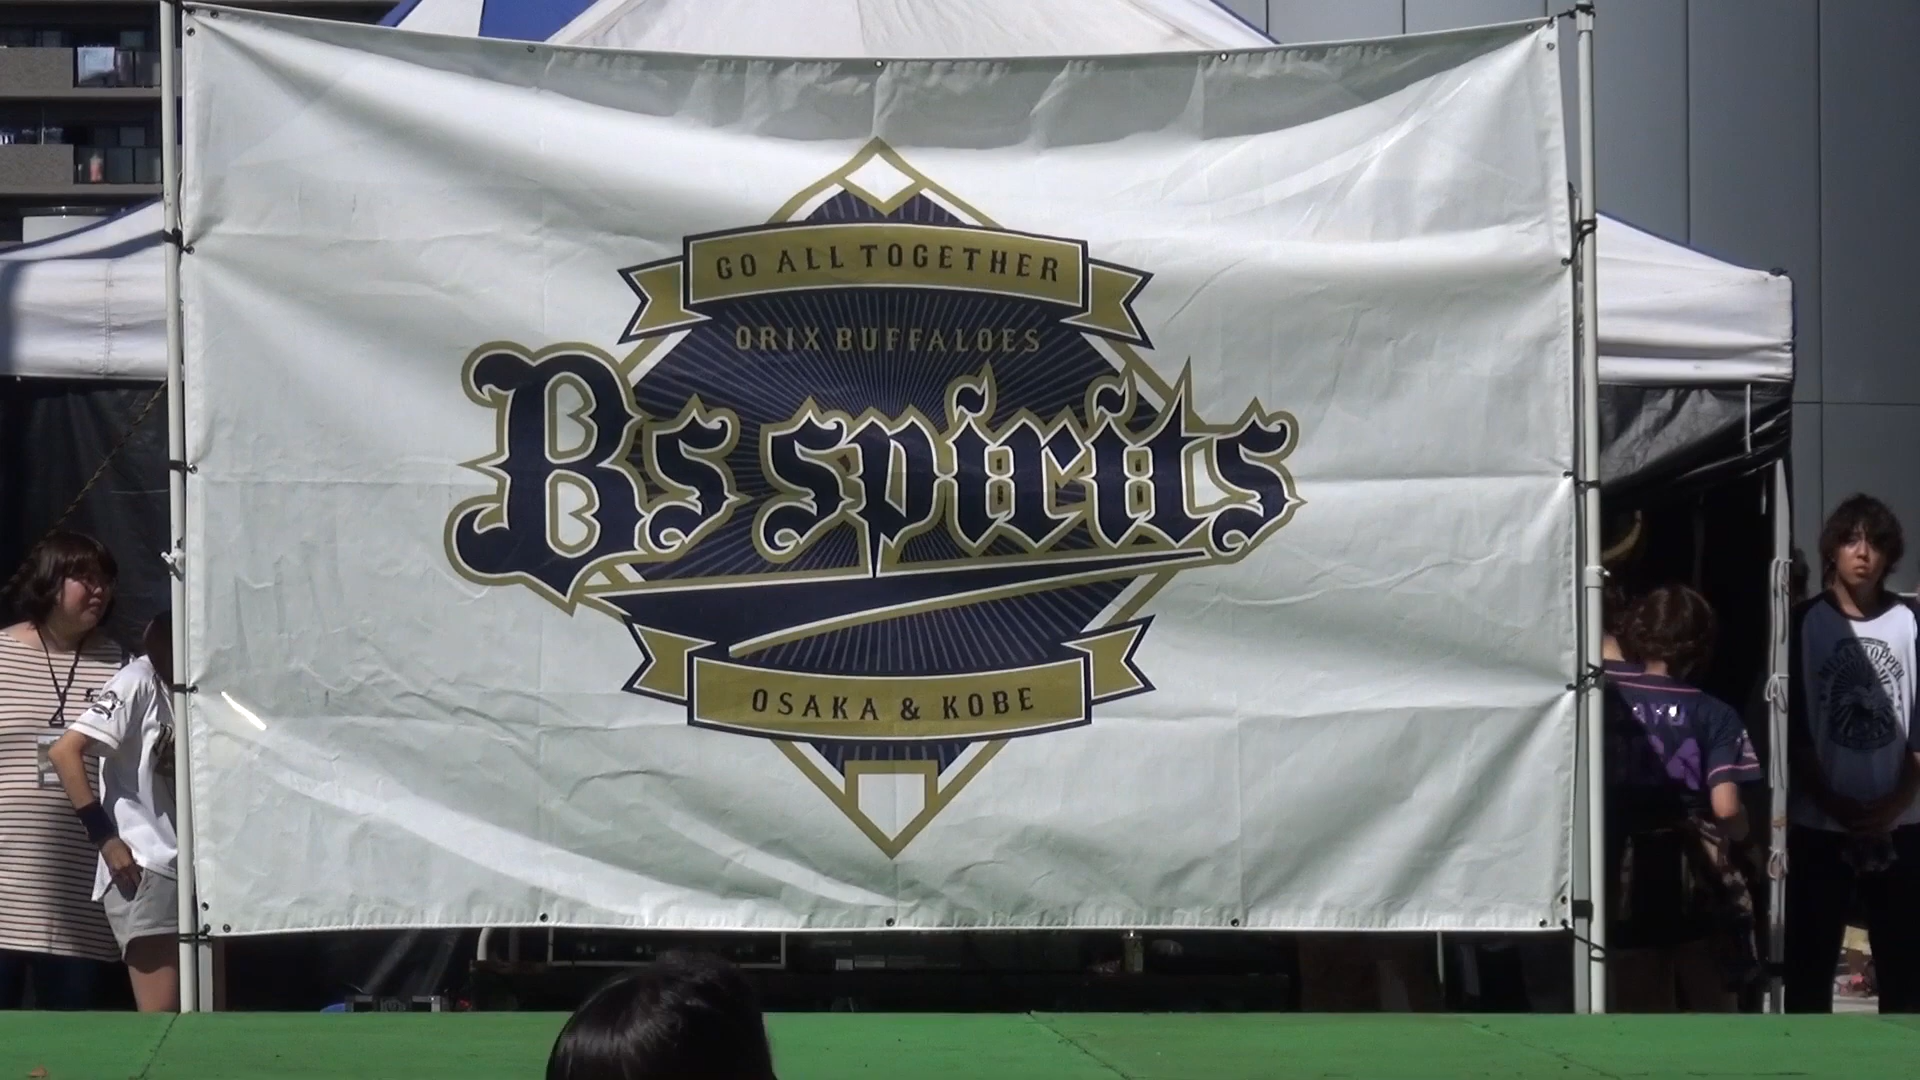 GO ALL TOGETHER
ORIX BUFFALOES
Bs spirits
OSAKA & KOBE